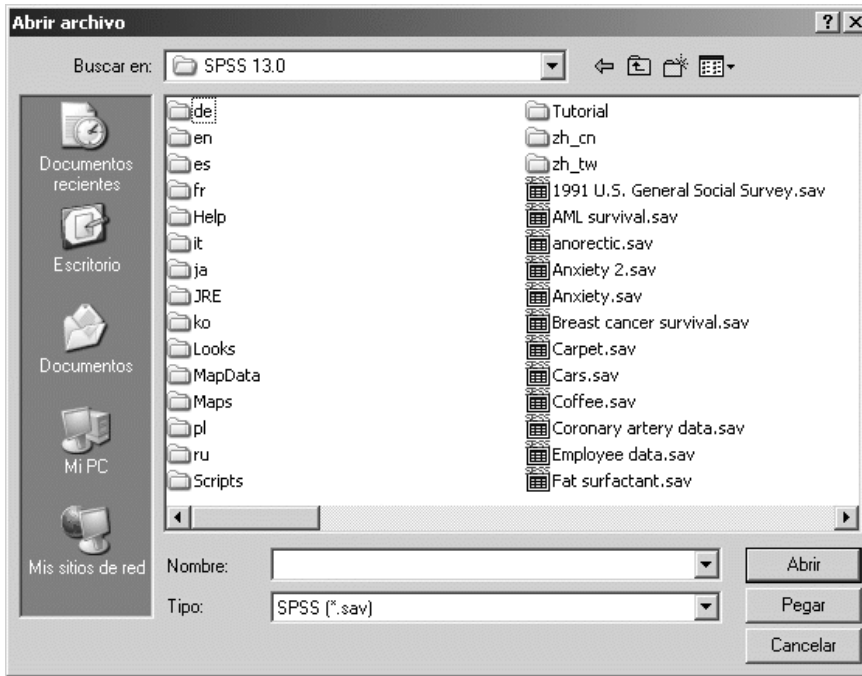 Abrir archivo
Buscar en:
SPSS 13.0
Documentos
recientes
Escritorio
Documentos
Mi PC
Mis sitios de red
de
en
es
fr
Help
it
ja
JRE
ko
Looks
MapData
Maps
pl
ru
Scripts
Tutorial
zh_cn
zh_tw
1991 U.S. General Social Survey.sav
AML survival.sav
anorectic.sav
Anxiety 2.sav
Anxiety.sav
Breast cancer survival.sav
Carpet.sav
Cars.sav
Coffee.sav
Coronary artery data.sav
Employee data.sav
Fat surfactant.sav
Nombre:
Abrir
Tipo:
SPSS (*.sav)
Pegar
Cancelar